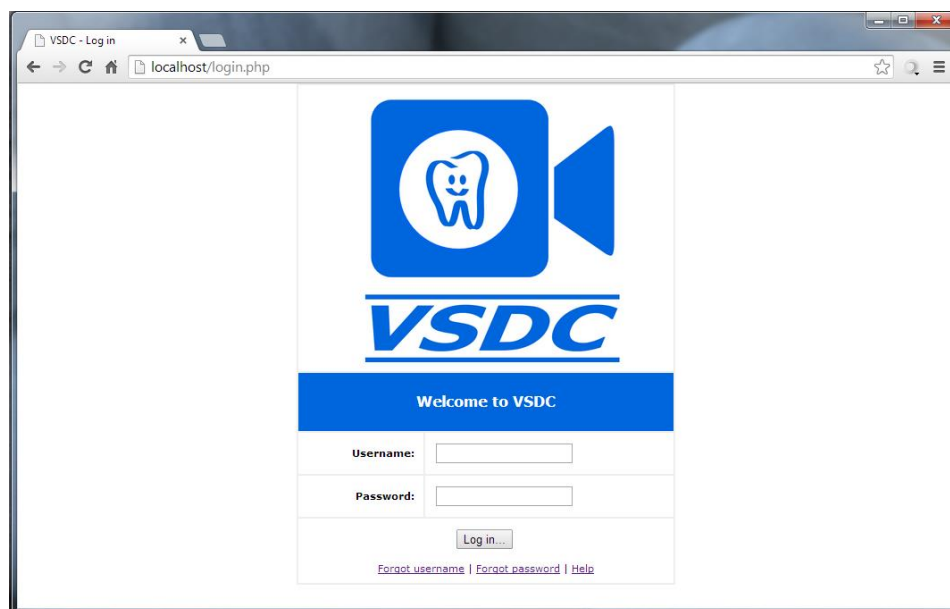 VSDC - Log in
localhost/login.php
VSDC
Welcome to VSDC
Username:
Password:
Log in...
Forgot username | Forgot password | Help